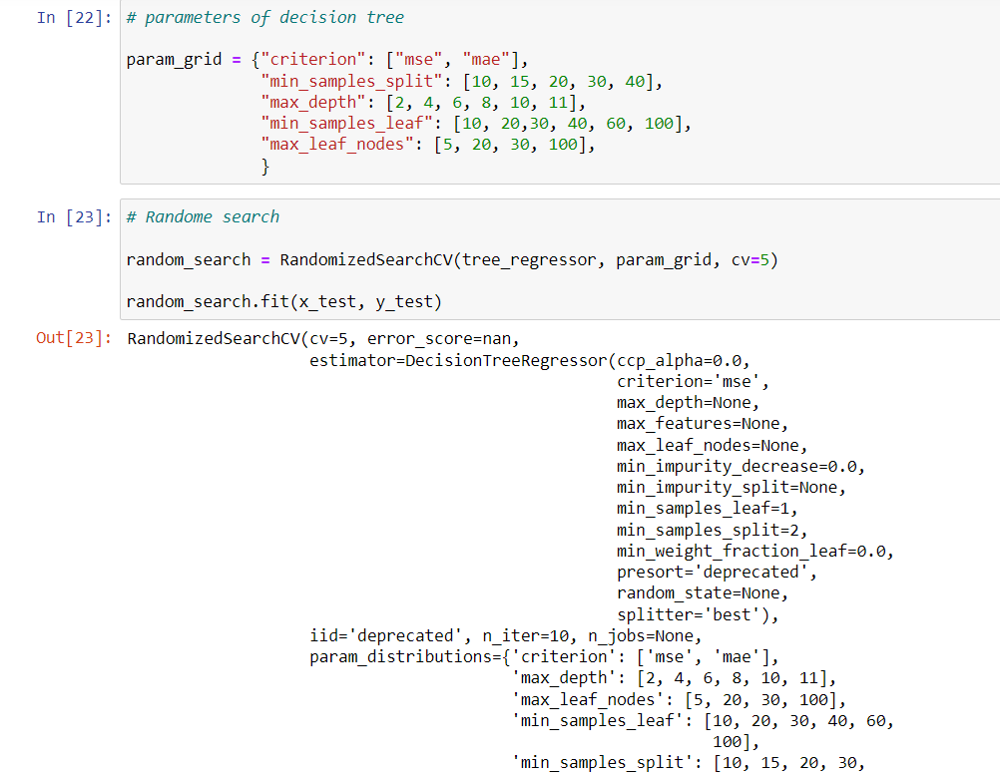 In [22]: # parameters of decision tree
param_grid = {"criterion": ["mse", "mae"],
"min_samples_split": [10, 15, 20, 30, 40],
"max_depth": [2, 4, 6, 8, 10, 11],
"min_samples_leaf": [10, 20,30, 40, 60, 100],
"max_leaf_nodes": [5, 20, 30, 100],
}
In [23]: # Randome search
random_search = RandomizedSearchCV(tree_regressor, param_grid, cv=5)
random_search.fit(x_test, y_test)
Out[23]: RandomizedSearchCV(cv=5, error_score=nan,
estimator=DecisionTreeRegressor(ccp_alpha=0.0,
criterion='mse',
max_depth=None,
max_features=None,
max_leaf_nodes=None,
min_impurity_decrease=0.0,
min_impurity_split=None,
min_samples_leaf=1,
min_samples_split=2,
min_weight_fraction_leaf=0.0,
presort='deprecated',
random_state=None,
splitter='best'),
iid='deprecated', n_iter=10, n_jobs=None,
param_distributions={'criterion': ['mse', 'mae'],
'max_depth': [2, 4, 6, 8, 10, 11],
'max_leaf_nodes': [5, 20, 30, 100],
'min_samples_leaf': [10, 20, 30, 40, 60,
100],
'min_samples_split': [10, 15, 20, 30,